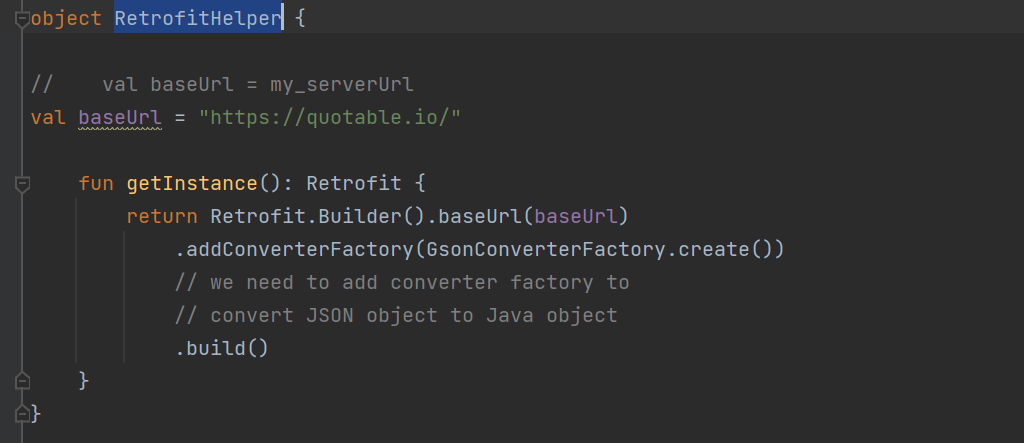 object RetrofitHelper {
//    val baseUrl = my_serverUrl
val baseUrl = "https://quotable.io/"
    fun getInstance(): Retrofit {
        return Retrofit.Builder().baseUrl(baseUrl)
            .addConverterFactory(GsonConverterFactory.create())
            // we need to add converter factory to
            // convert JSON object to Java object
            .build()
    }
}